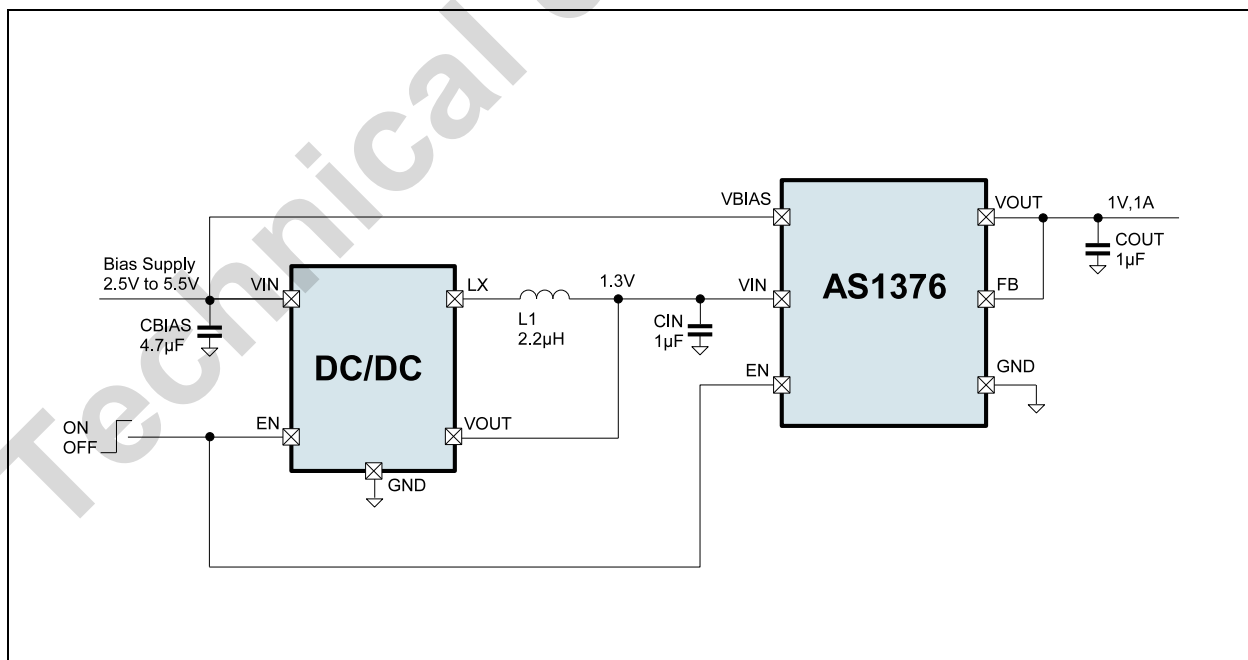 Technical
VBIAS
VOUT
1V,1A
COUT
1µF
Bias Supply
2.5V to 5.5V
VIN
LX
1.3V
VIN
AS1376
FB
CBIAS
4.7µF
L1
2.2µH
CIN
1µF
DC/DC
EN
GND
ON
OFF
EN
VOUT
GND